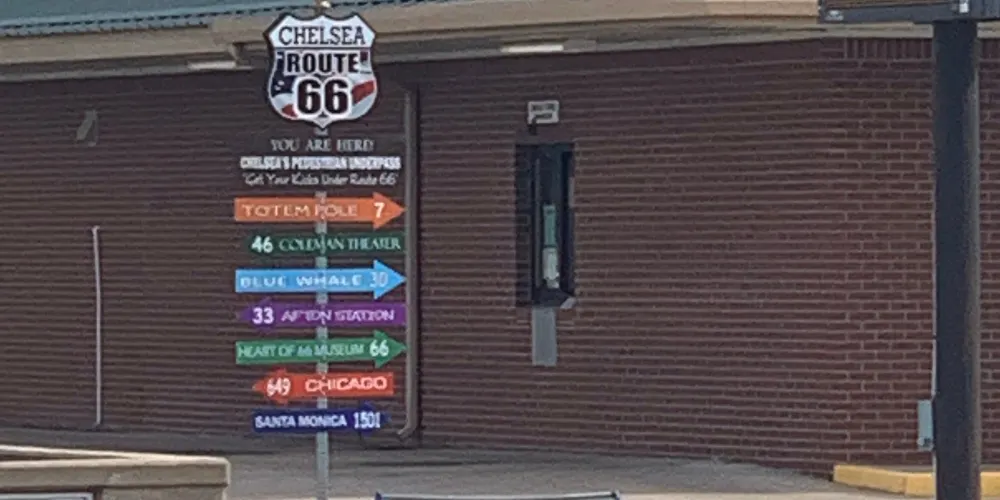 CHELSEA
ROUTE
66
YOU ARE HERE!
CHELSEA'S PEDESTRIAN UNDERPASS
"Get Your Kicks Under Route 66"
TOTEM POLE 7
46 COLEMAN THEATER
BLUE WHALE 30
33 AFTON STATION
HEART OF 66 MUSEUM 66
649 CHICAGO
SANTA MONICA 1501